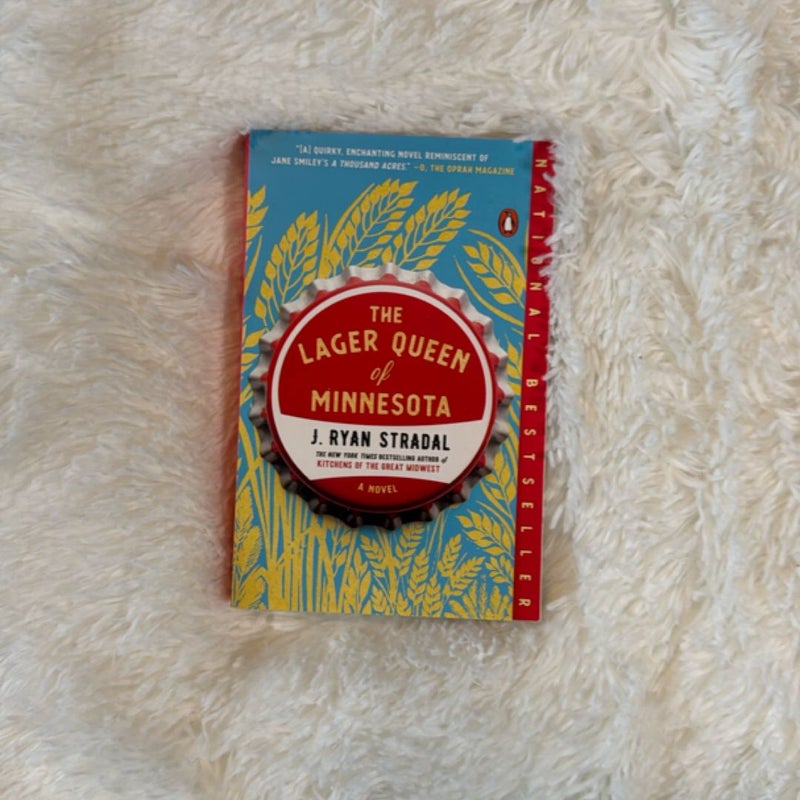 "[A] QUIRKY, ENCHANTING NOVEL REMINISCENT OF
JANE SMILEY'S A THOUSAND ACRES." —O, THE OPRAH MAGAZINE
THE
LAGER QUEEN
of
MINNESOTA
J. RYAN STRADAL
THE NEW YORK TIMES BESTSELLING AUTHOR of
KITCHENS OF THE GREAT MIDWEST
A NOVEL
NATIONAL BESTSELLER